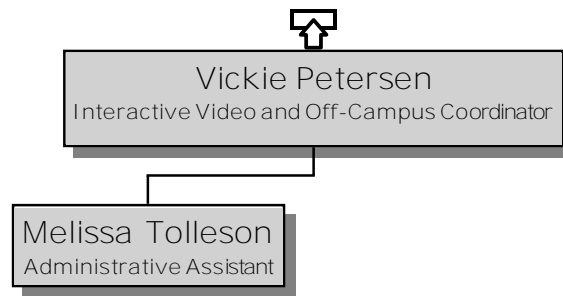 Vickie Petersen
Interactive Video and Off-Campus Coordinator
Melissa Tolleson
Administrative Assistant